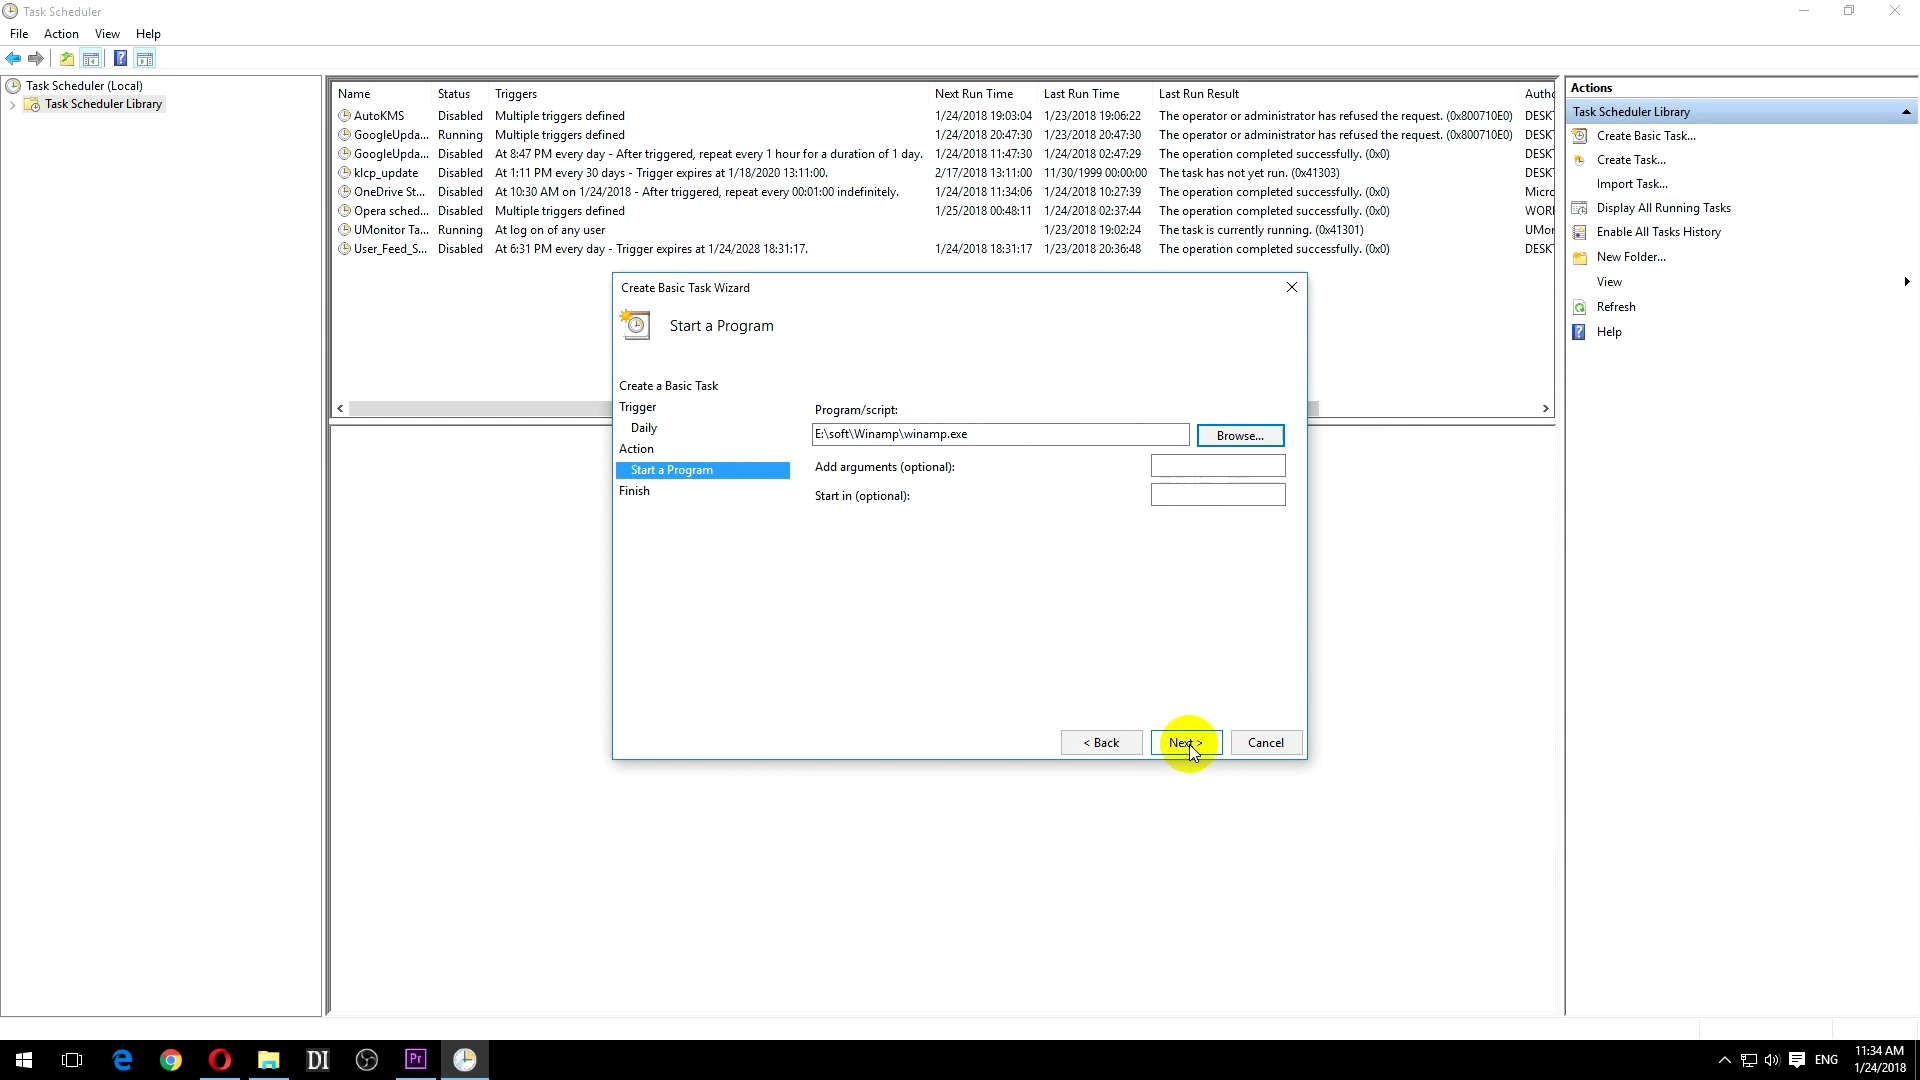 Task Scheduler
File Action View Help
Task Scheduler (Local)
Task Scheduler Library
Name Status Triggers Next Run Time Last Run Time Last Run Result Autho
AutoKMS Disabled Multiple triggers defined 1/24/2018 19:03:04 1/23/2018 19:06:22 The operator or administrator has refused the request. (0x800710E0) DESKT
GoogleUpda... Running Multiple triggers defined 1/24/2018 20:47:30 1/23/2018 20:47:30 The operator or administrator has refused the request. (0x800710E0) DESKT
GoogleUpda... Disabled At 8:47 PM every day - After triggered, repeat every 1 hour for a duration of 1 day. 1/24/2018 11:47:30 1/24/2018 02:47:29 The operation completed successfully. (0x0) DESKT
klcp_update Disabled At 1:11 PM every 30 days - Trigger expires at 1/18/2020 13:11:00. 2/17/2018 13:11:00 11/30/1999 00:00:00 The task has not yet run. (0x41303) DESKT
OneDrive St... Disabled At 10:30 AM on 1/24/2018 - After triggered, repeat every 00:01:00 indefinitely. 1/24/2018 11:34:06 1/24/2018 10:27:39 The operation completed successfully. (0x0) Micro
Opera sched... Disabled Multiple triggers defined 1/25/2018 00:48:11 1/24/2018 02:37:44 The operation completed successfully. (0x0) WORK
UMonitor Ta... Running At log on of any user 1/23/2018 19:02:24 The task is currently running. (0x41301) UMon
User_Feed_S... Disabled At 6:31 PM every day - Trigger expires at 1/24/2028 18:31:17. 1/24/2018 18:31:17 1/23/2018 20:36:48 The operation completed successfully. (0x0) DESKT
Create Basic Task Wizard
Start a Program
Create a Basic Task
Trigger
Daily
Action
Start a Program
Finish
Program/script:
E:\soft\Winamp\winamp.exe Browse...
Add arguments (optional):
Start in (optional):
< Back Next > Cancel
Actions
Task Scheduler Library
Create Basic Task...
Create Task...
Import Task...
Display All Running Tasks
Enable All Tasks History
New Folder...
View
Refresh
Help
DI Pr ENG 11:34 AM
1/24/2018